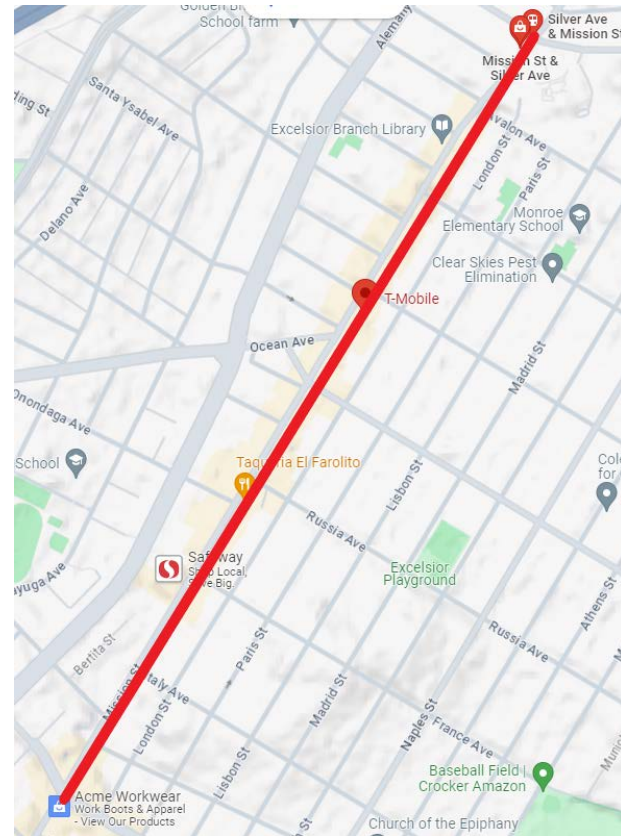 School farm
Alemany
Silver Ave
& Mission St
Mission St &
Silver Ave
Santa Ysabel Ave
Excelsior Branch Library
Avalon Ave
London St
Paris St
Monroe
Elementary School
Delano Ave
Clear Skies Pest
Elimination
T-Mobile
Ocean Ave
Madrid St
Onondaga Ave
School
Taqueria El Farolito
Lisbon St
Russia Ave
Safeway
Shop Local,
Save Big.
Excelsior
Playground
Athens St
Bertita St
Paris St
Russia Ave
Mission St
Italy Ave
London St
Madrid St
Naples St
Lisbon St
France Ave
Acme Workwear
Work Boots & Apparel
- View Our Products
Baseball Field |
Crocker Amazon
Church of the Epiphany